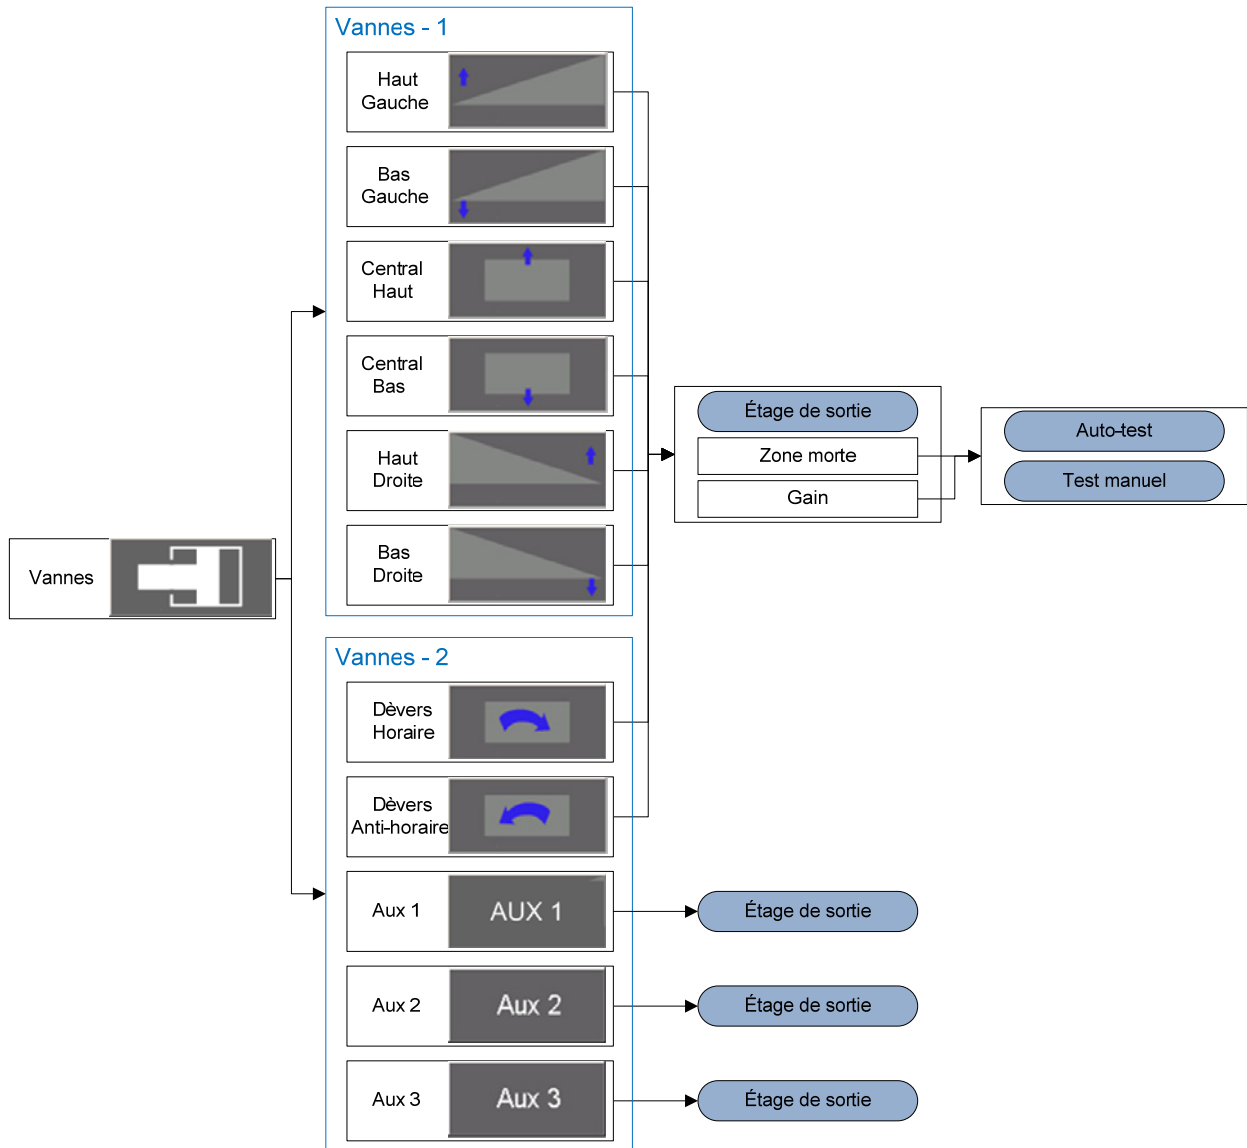 Vannes - 1
Haut
Gauche
Bas
Gauche
Central
Haut
Central
Bas
Haut
Droite
Bas
Droite
Vannes
Étage de sortie
Zone morte
Gain
Auto-test
Test manuel
Vannes - 2
Dèvers
Horaire
Dèvers
Anti-horaire
Aux 1
AUX 1
Étage de sortie
Aux 2
Aux 2
Étage de sortie
Aux 3
Aux 3
Étage de sortie